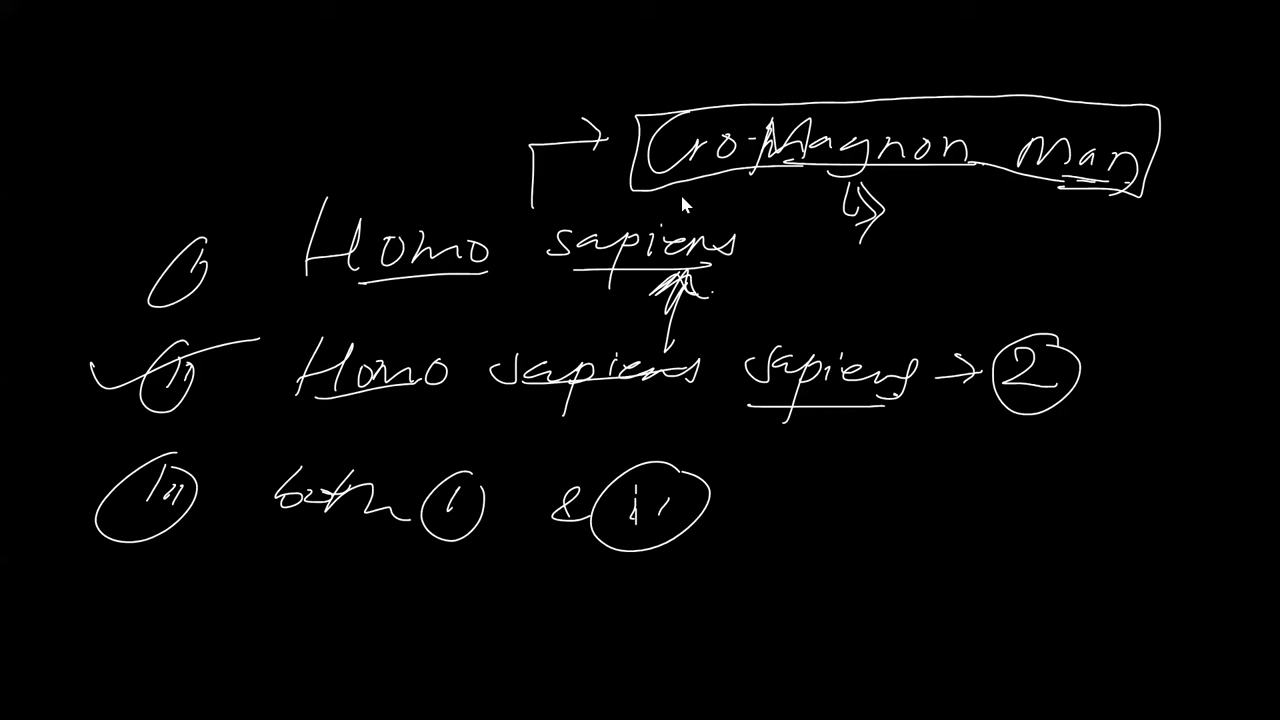 Cro-Magnon Man
i Homo sapiens
ii Homo sapiens sapiens → 2
iii both i & ii